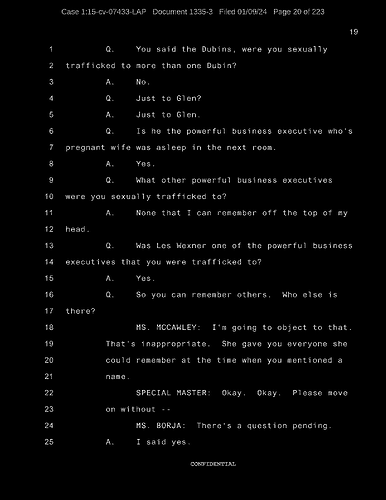 Case 1:15-cv-07433-LAP Document 1335-3 Filed 01/09/24 Page 20 of 223
19
1 Q. You said the Dubins, were you sexually
2 trafficked to more than one Dubin?
3 A. No.
4 Q. Just to Glen?
5 A. Just to Glen.
6 Q. Is he the powerful business executive who's
7 pregnant wife was asleep in the next room.
8 A. Yes.
9 Q. What other powerful business executives
10 were you sexually trafficked to?
11 A. None that I can remember off the top of my
12 head.
13 Q. Was Les Wexner one of the powerful business
14 executives that you were trafficked to?
15 A. Yes.
16 Q. So you can remember others. Who else is
17 there?
18 MS. MCCAWLEY: I'm going to object to that.
19 That's inappropriate. She gave you everyone she
20 could remember at the time when you mentioned a
21 name.
22 SPECIAL MASTER: Okay. Okay. Please move
23 on without --
24 MS. BORJA: There's a question pending.
25 A. I said yes.
CONFIDENTIAL